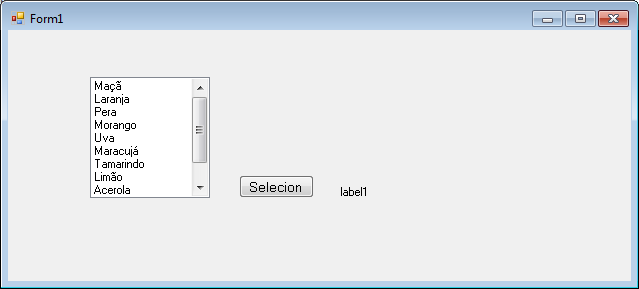 Form1
Maçã
Laranja
Pera
Morango
Uva
Maracujá
Tamarindo
Limão
Acerola
Selecion
label1